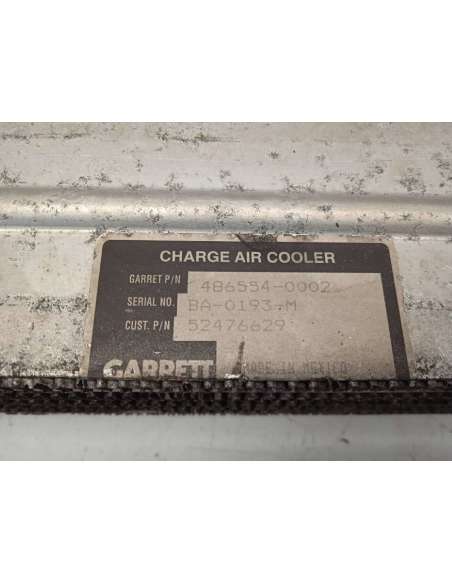 CHARGE AIR COOLER
GARRET P/N 486554-0002
SERIAL NO. BA-0193-M
CUST. P/N 52476629
GARRETT MADE IN MEXICO